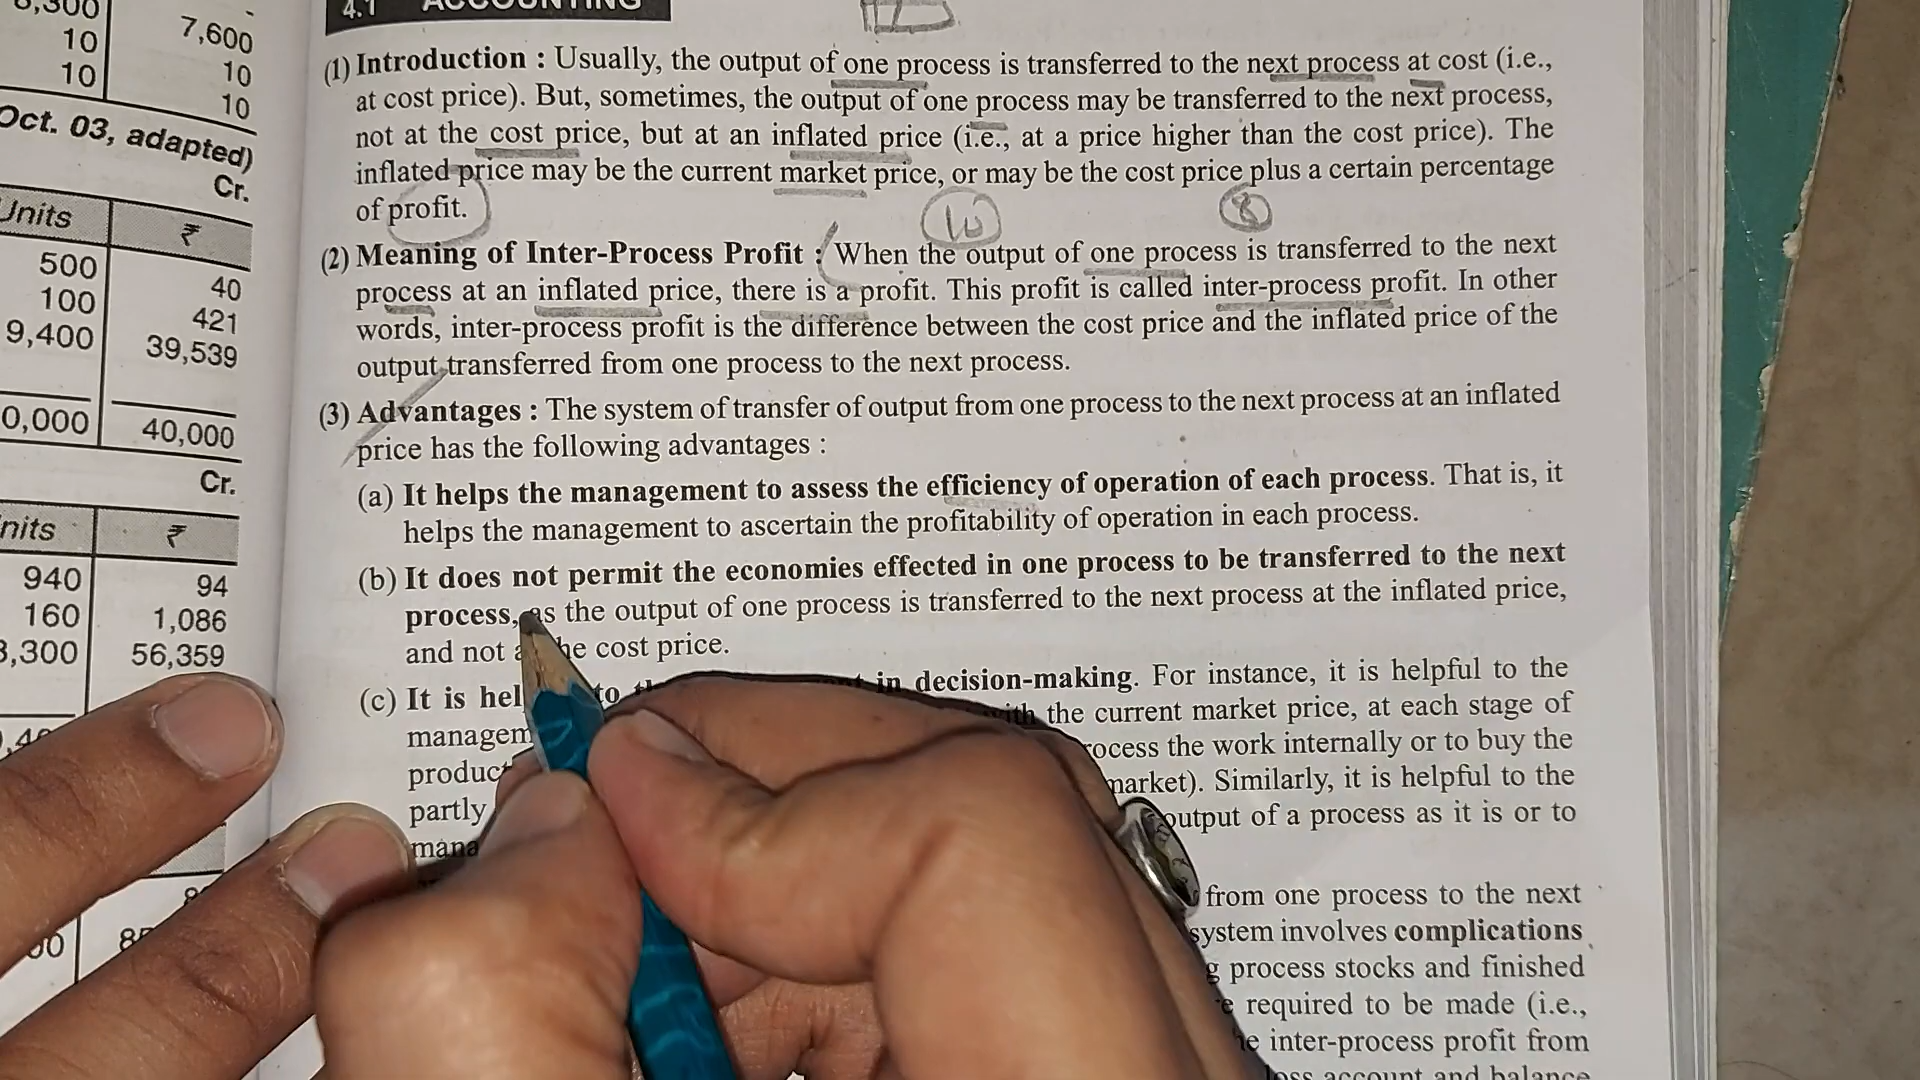 8,300
10 7,600
10 10
10
Oct. 03, adapted)
Cr.
Units ₹
500 40
100 421
9,400 39,539
0,000 40,000
Cr.
nits ₹
940 94
160 1,086
3,300 56,359
4.1 ACCOUNTING
(1) Introduction : Usually, the output of one process is transferred to the next process at cost (i.e.,
at cost price). But, sometimes, the output of one process may be transferred to the next process,
not at the cost price, but at an inflated price (i.e., at a price higher than the cost price). The
inflated price may be the current market price, or may be the cost price plus a certain percentage
of profit.
10 8
(2) Meaning of Inter-Process Profit : When the output of one process is transferred to the next
process at an inflated price, there is a profit. This profit is called inter-process profit. In other
words, inter-process profit is the difference between the cost price and the inflated price of the
output transferred from one process to the next process.
(3) Advantages : The system of transfer of output from one process to the next process at an inflated
price has the following advantages :
(a) It helps the management to assess the efficiency of operation of each process. That is, it
helps the management to ascertain the profitability of operation in each process.
(b) It does not permit the economies effected in one process to be transferred to the next
process, as the output of one process is transferred to the next process at the inflated price,
and not cost price.
(c) It is to in decision-making. For instance, it is helpful to the
the current market price, at each stage of
the work internally or to buy the
market). Similarly, it is helpful to the
partly output of a process as it is or to
from one process to the next
system involves complications
process stocks and finished
required to be made (i.e.,
inter-process profit from
account and balance